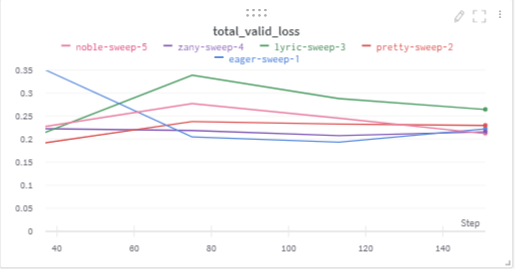 total_valid_loss
noble-sweep-5 zany-sweep-4 lyric-sweep-3 pretty-sweep-2
eager-sweep-1
0.35
0.3
0.25
0.2
0.15
0.1
0.05
0
Step
40 60 80 100 120 140